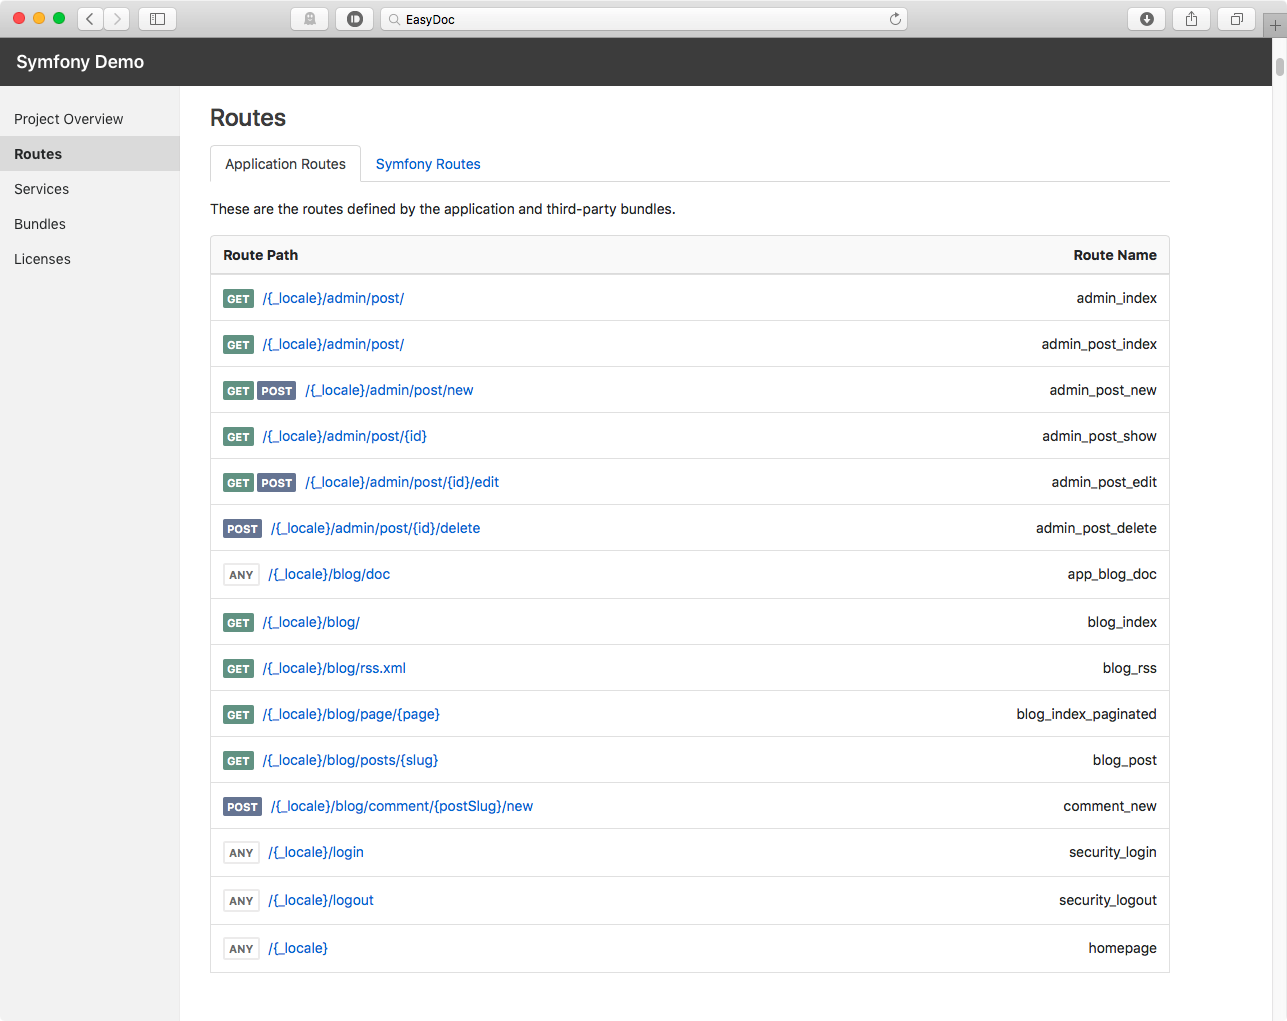 EasyDoc
Symfony Demo
Project Overview
Routes
Services
Bundles
Licenses
Routes
Application Routes Symfony Routes
These are the routes defined by the application and third-party bundles.
Route Path Route Name
GET /{_locale}/admin/post/ admin_index
GET /{_locale}/admin/post/ admin_post_index
GET POST /{_locale}/admin/post/new admin_post_new
GET /{_locale}/admin/post/{id} admin_post_show
GET POST /{_locale}/admin/post/{id}/edit admin_post_edit
POST /{_locale}/admin/post/{id}/delete admin_post_delete
ANY /{_locale}/blog/doc app_blog_doc
GET /{_locale}/blog/ blog_index
GET /{_locale}/blog/rss.xml blog_rss
GET /{_locale}/blog/page/{page} blog_index_paginated
GET /{_locale}/blog/posts/{slug} blog_post
POST /{_locale}/blog/comment/{postSlug}/new comment_new
ANY /{_locale}/login security_login
ANY /{_locale}/logout security_logout
ANY /{_locale} homepage